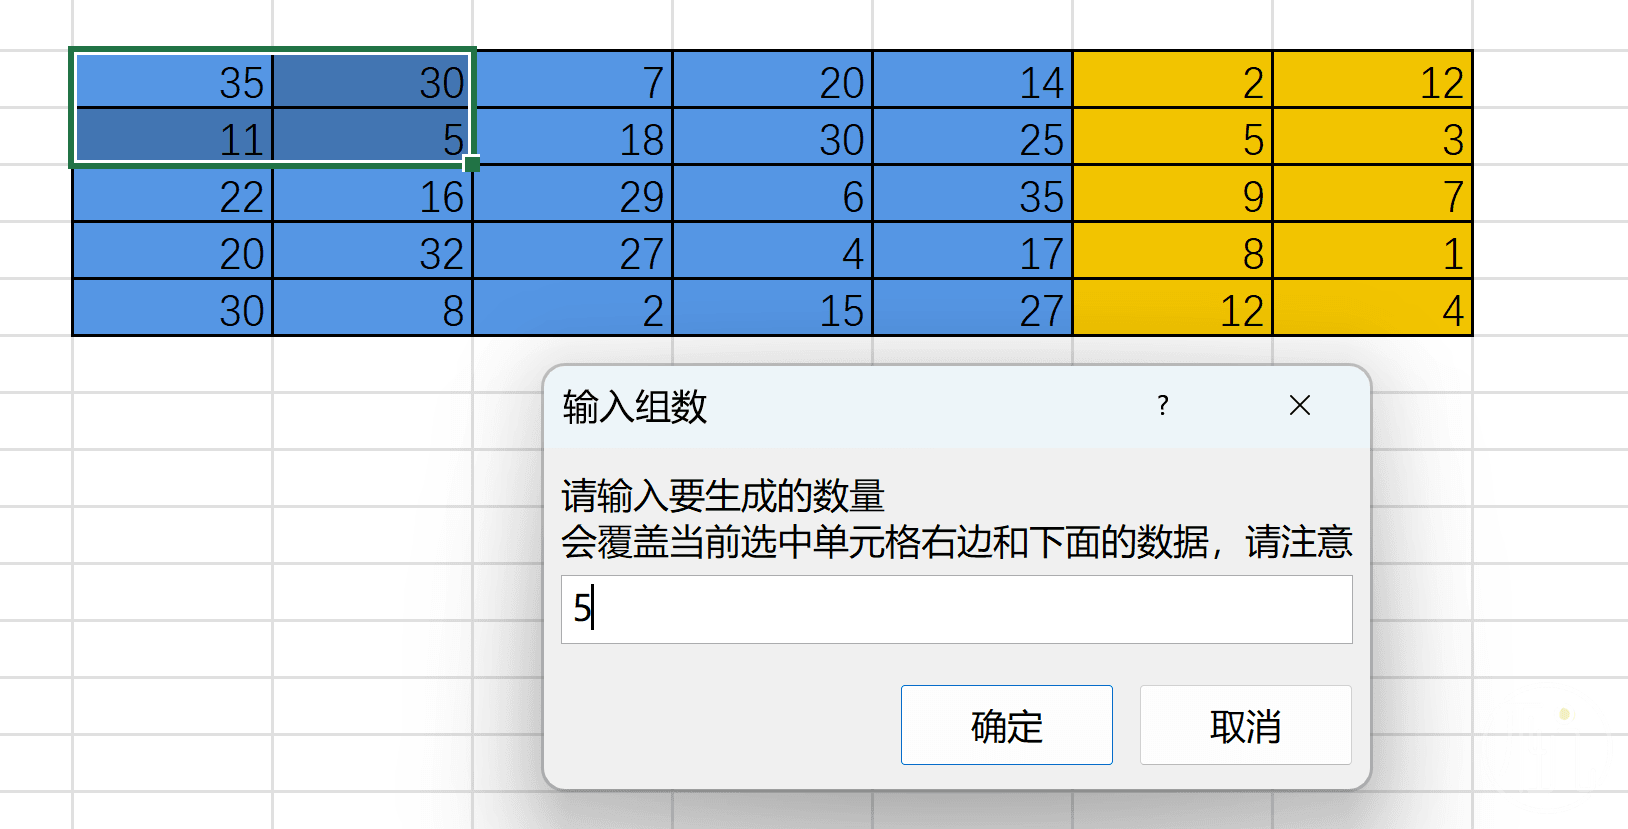 35 30 7 20 14 2 12
11 5 18 30 25 5 3
22 16 29 6 35 9 7
20 32 27 4 17 8 1
30 8 2 15 27 12 4
输入组数 ?
请输入要生成的数量
会覆盖当前选中单元格右边和下面的数据，请注意
5
确定 取消